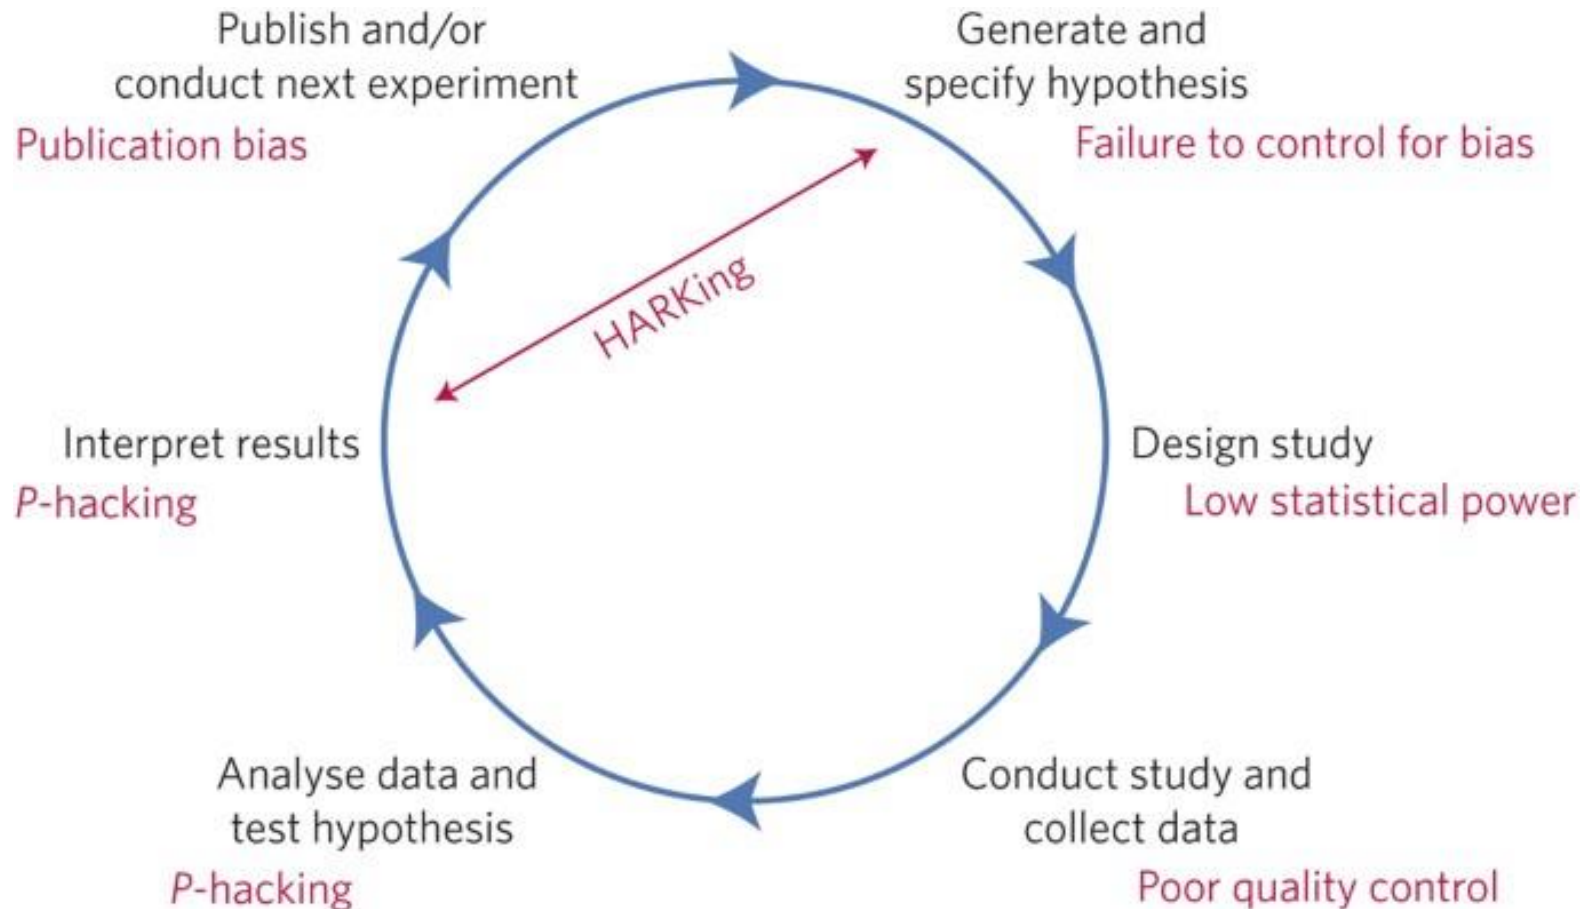 Publish and/or
conduct next experiment
Publication bias
Generate and
specify hypothesis
Failure to control for bias
HARKing
Interpret results
P-hacking
Design study
Low statistical power
Analyse data and
test hypothesis
P-hacking
Conduct study and
collect data
Poor quality control